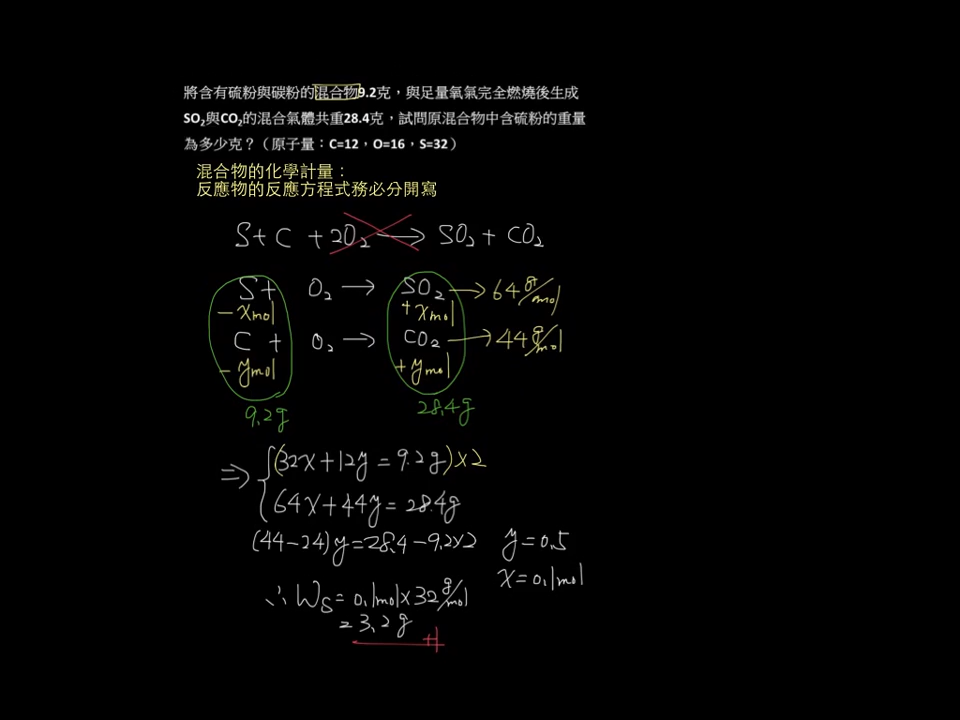 將含有硫粉與碳粉的混合物9.2克，與足量氧氣完全燃燒後生成
SO₂與CO₂的混合氣體共重28.4克，試問原混合物中含硫粉的重量
為多少克？（原子量：C=12，O=16，S=32）
混合物的化學計量：
反應物的反應方程式務必分開寫
S + C + 2O₂ → SO₂ + CO₂
S + O₂ → SO₂ → 64 g/mol
- x mol + x mol
C + O₂ → CO₂ → 44 g/mol
- y mol + y mol
9.2g 28.4g
⇒ { (32x + 12y = 9.2g) × 2
64x + 44y = 28.4g
(44-24)y = 28.4 - 9.2×2 y = 0.5
x = 0.1mol
∴ Ws = 0.1mol × 32 g/mol
= 3.2g